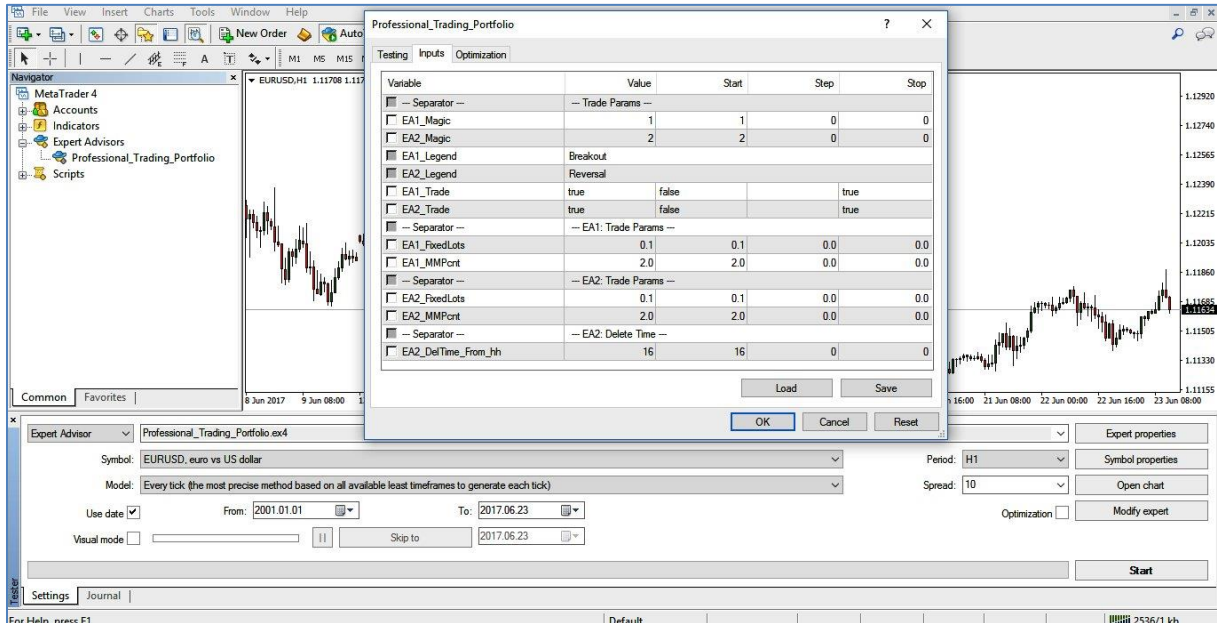 File View Insert Charts Tools Window Help
New Order Auto
A T M1 M5 M15
Navigator
MetaTrader 4
Accounts
Indicators
Expert Advisors
Professional_Trading_Portfolio
Scripts
Common Favorites
EURUSD,H1 1.11708 1.117
Professional_Trading_Portfolio ? X
Testing Inputs Optimization
Variable Value Start Step Stop
--- Separator --- --- Trade Params ---
EA1_Magic 1 1 0 0
EA2_Magic 2 2 0 0
EA1_Legend Breakout
EA2_Legend Reversal
EA1_Trade true false true
EA2_Trade true false true
--- Separator --- --- EA1: Trade Params ---
EA1_FixedLots 0.1 0.1 0.0 0.0
EA1_MMPcnt 2.0 2.0 0.0 0.0
--- Separator --- --- EA2: Trade Params ---
EA2_FixedLots 0.1 0.1 0.0 0.0
EA2_MMPcnt 2.0 2.0 0.0 0.0
--- Separator --- --- EA2: Delete Time ---
EA2_DelTime_From_hh 16 16 0 0
Load Save
OK Cancel Reset
1.12920
1.12740
1.12565
1.12390
1.12215
1.12035
1.11860
1.11685
1.11634
1.11505
1.11330
1.11155
8 Jun 2017 9 Jun 08:00 16:00 21 Jun 08:00 22 Jun 00:00 22 Jun 16:00 23 Jun 08:00
Expert Advisor Professional_Trading_Portfolio.ex4 Expert properties
Symbol: EURUSD, euro vs US dollar Period: H1 Symbol properties
Model: Every tick (the most precise method based on all available least timeframes to generate each tick) Spread: 10 Open chart
Use date From: 2001.01.01 To: 2017.06.23 Optimization Modify expert
Visual mode Skip to 2017.06.23
Start
Tester
Settings Journal
For Help, press F1 Default 2536/1 kb